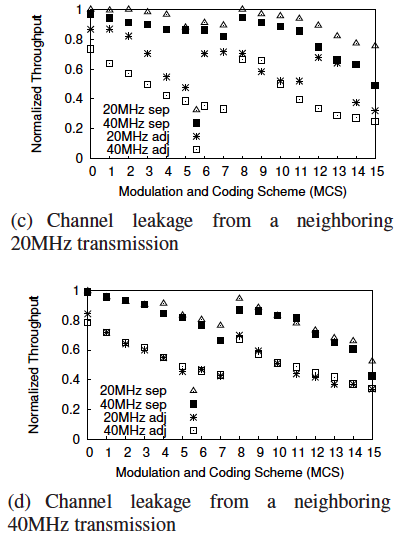 1
0.8
0.6
0.4
0.2
0
Normalized Throughput
20MHz sep
40MHz sep
20MHz adj
40MHz adj
0 1 2 3 4 5 6 7 8 9 10 11 12 13 14 15
Modulation and Coding Scheme (MCS)
(c) Channel leakage from a neighboring
20MHz transmission
1
0.8
0.6
0.4
0.2
0
Normalized Throughput
20MHz sep
40MHz sep
20MHz adj
40MHz adj
0 1 2 3 4 5 6 7 8 9 10 11 12 13 14 15
Modulation and Coding Scheme (MCS)
(d) Channel leakage from a neighboring
40MHz transmission